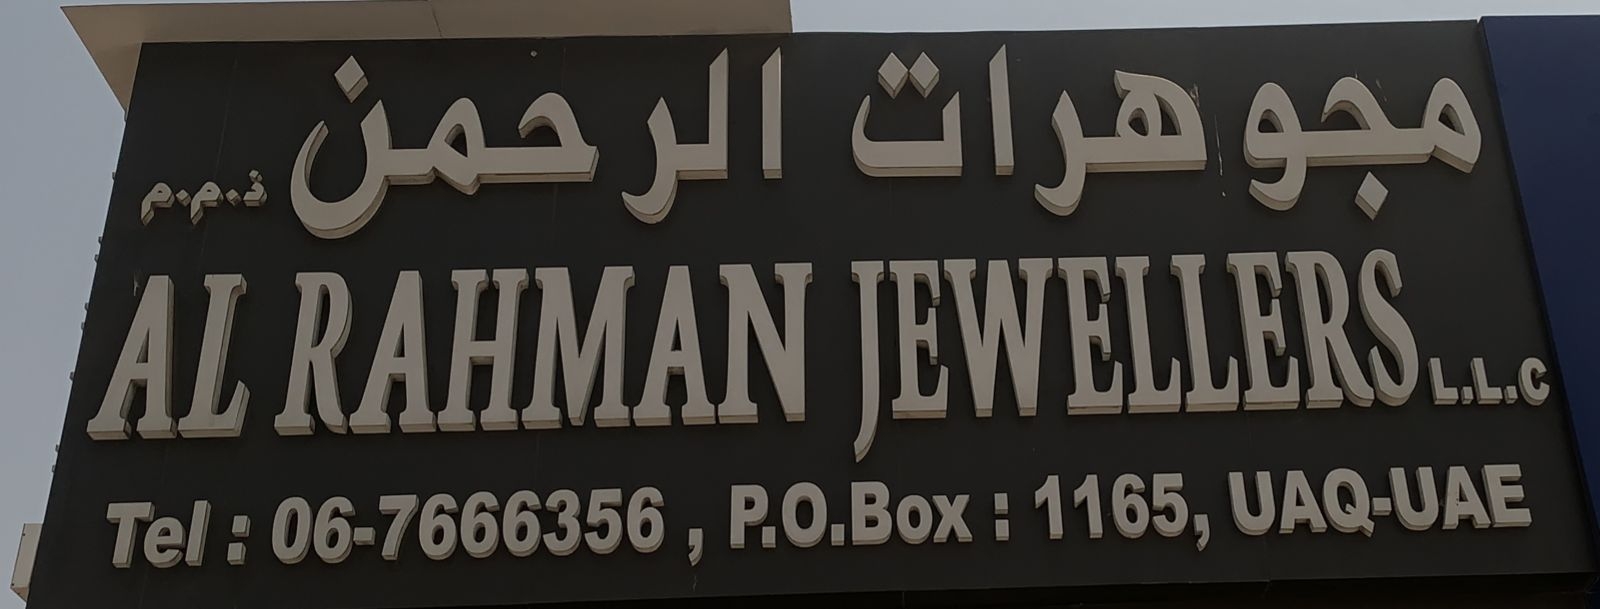 مجوهرات الرحمن ذ.م.م
AL RAHMAN JEWELLERS L.L.C
Tel : 06-7666356 , P.O.Box : 1165, UAQ-UAE